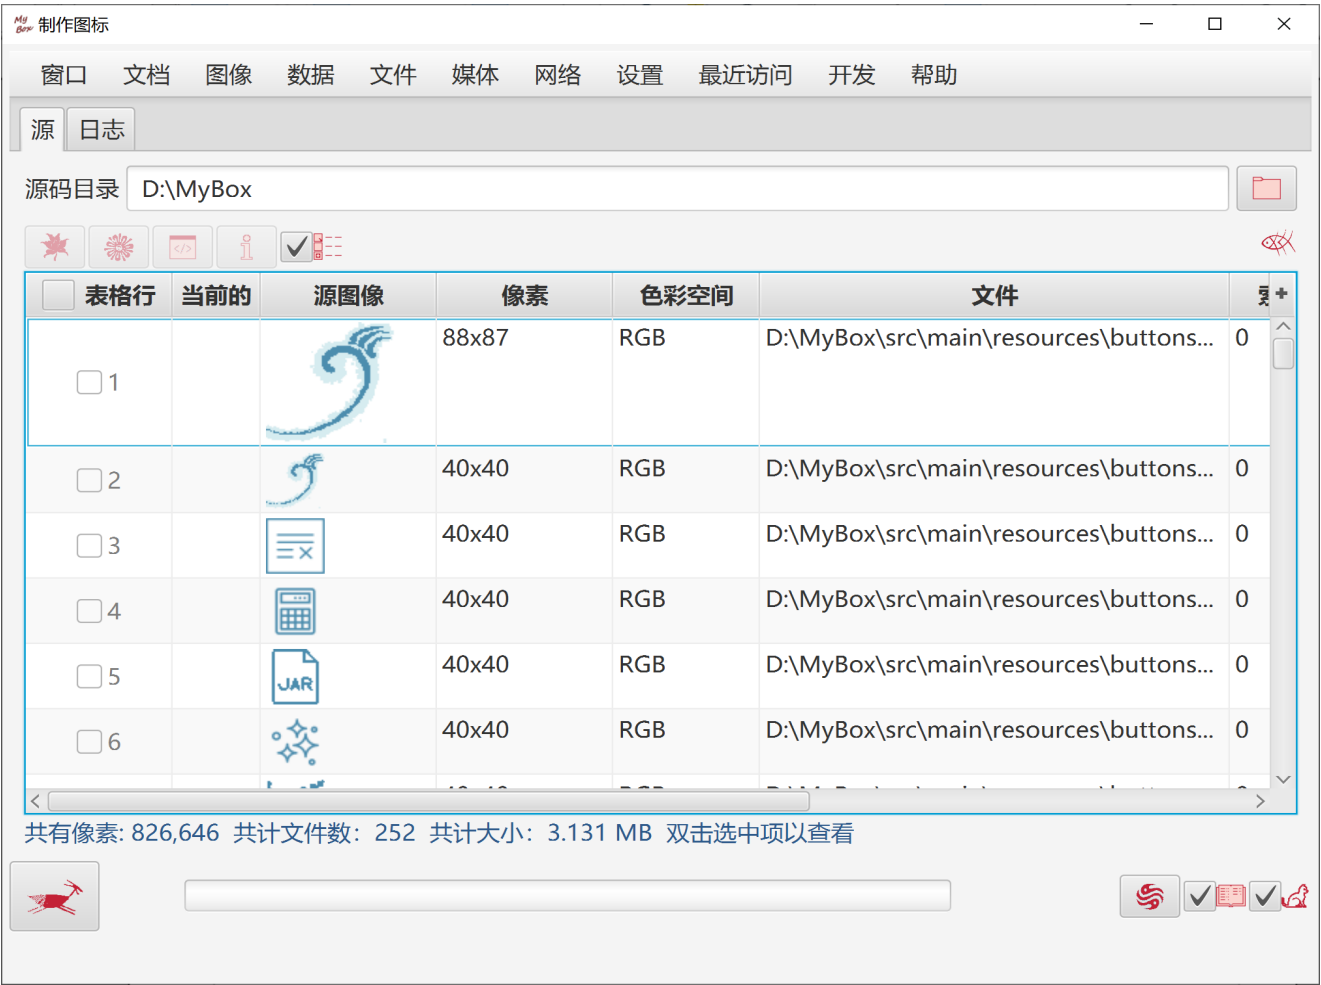 My Box 制作图标
窗口 文档 图像 数据 文件 媒体 网络 设置 最近访问 开发 帮助
源 日志
源码目录 D:\MyBox
表格行 当前的 源图像 像素 色彩空间 文件 +
1 88x87 RGB D:\MyBox\src\main\resources\buttons... 0
2 40x40 RGB D:\MyBox\src\main\resources\buttons... 0
3 40x40 RGB D:\MyBox\src\main\resources\buttons... 0
4 40x40 RGB D:\MyBox\src\main\resources\buttons... 0
5 JAR 40x40 RGB D:\MyBox\src\main\resources\buttons... 0
6 40x40 RGB D:\MyBox\src\main\resources\buttons... 0
共有像素: 826,646 共计文件数: 252 共计大小: 3.131 MB 双击选中项以查看